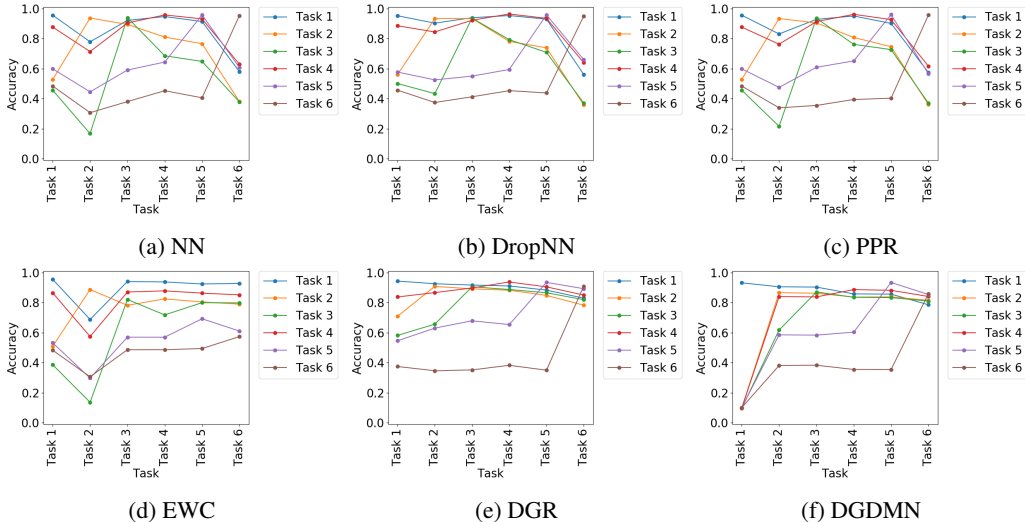 1.0
0.8
0.6
0.4
0.2
0.0
Accuracy
Task 1
Task 2
Task 3
Task 4
Task 5
Task 6
Task
Task 1
Task 2
Task 3
Task 4
Task 5
Task 6
(a) NN
1.0
0.8
0.6
0.4
0.2
0.0
Accuracy
Task 1
Task 2
Task 3
Task 4
Task 5
Task 6
Task
Task 1
Task 2
Task 3
Task 4
Task 5
Task 6
(b) DropNN
1.0
0.8
0.6
0.4
0.2
0.0
Accuracy
Task 1
Task 2
Task 3
Task 4
Task 5
Task 6
Task
Task 1
Task 2
Task 3
Task 4
Task 5
Task 6
(c) PPR
1.0
0.8
0.6
0.4
0.2
0.0
Accuracy
Task 1
Task 2
Task 3
Task 4
Task 5
Task 6
Task
Task 1
Task 2
Task 3
Task 4
Task 5
Task 6
(d) EWC
1.0
0.8
0.6
0.4
0.2
0.0
Accuracy
Task 1
Task 2
Task 3
Task 4
Task 5
Task 6
Task
Task 1
Task 2
Task 3
Task 4
Task 5
Task 6
(e) DGR
1.0
0.8
0.6
0.4
0.2
0.0
Accuracy
Task 1
Task 2
Task 3
Task 4
Task 5
Task 6
Task
Task 1
Task 2
Task 3
Task 4
Task 5
Task 6
(f) DGDMN